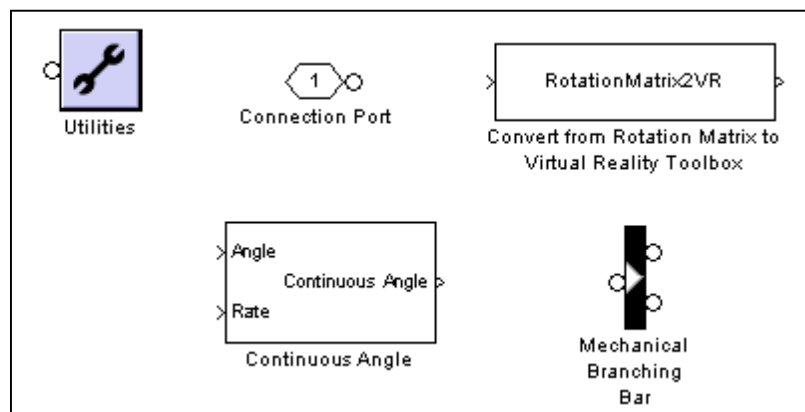 Utilities
1
Connection Port
RotationMatrix2VR
Convert from Rotation Matrix to
Virtual Reality Toolbox
Angle
Continuous Angle
Rate
Continuous Angle
Mechanical
Branching
Bar